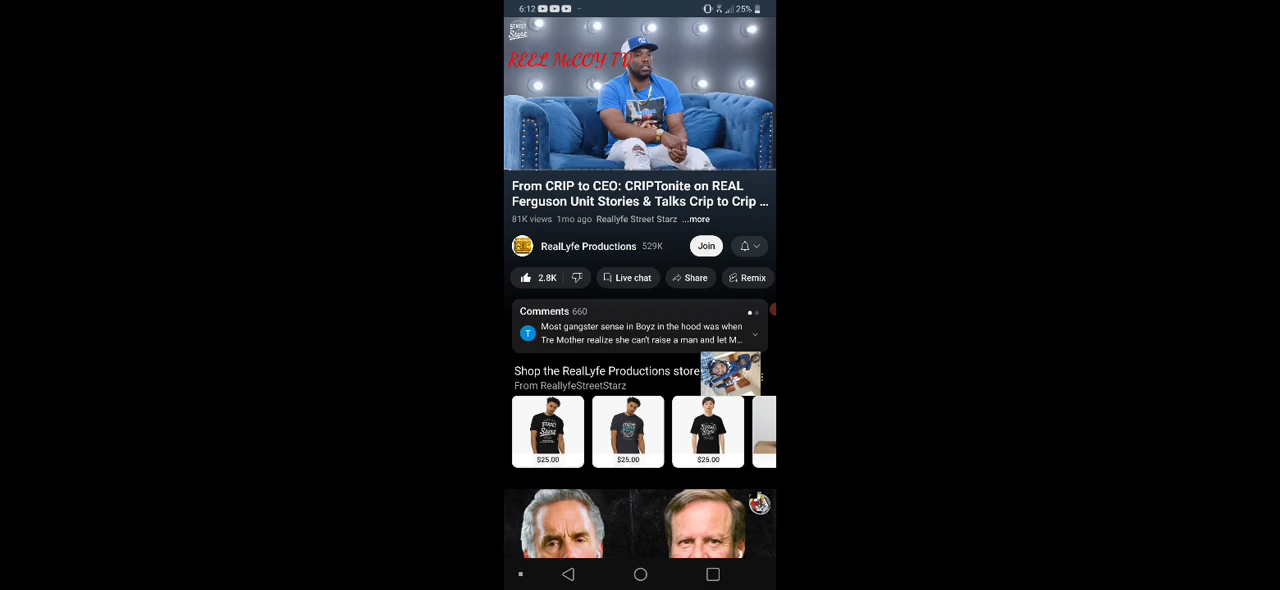 6:12
25%
STREET
Starz
REEL McCOY TV
From CRIP to CEO: CRIPTonite on REAL
Ferguson Unit Stories & Talks Crip to Crip ...
81K views 1mo ago Reallyfe Street Starz ...more
RealLyfe Productions 529K
Join
2.8K
Live chat
Share
Remix
Comments 660
T
Most gangster sense in Boyz in the hood was when
Tre Mother realize she can't raise a man and let M...
Shop the RealLyfe Productions store
From ReallyfeStreetStarz
$25.00
$25.00
$25.00